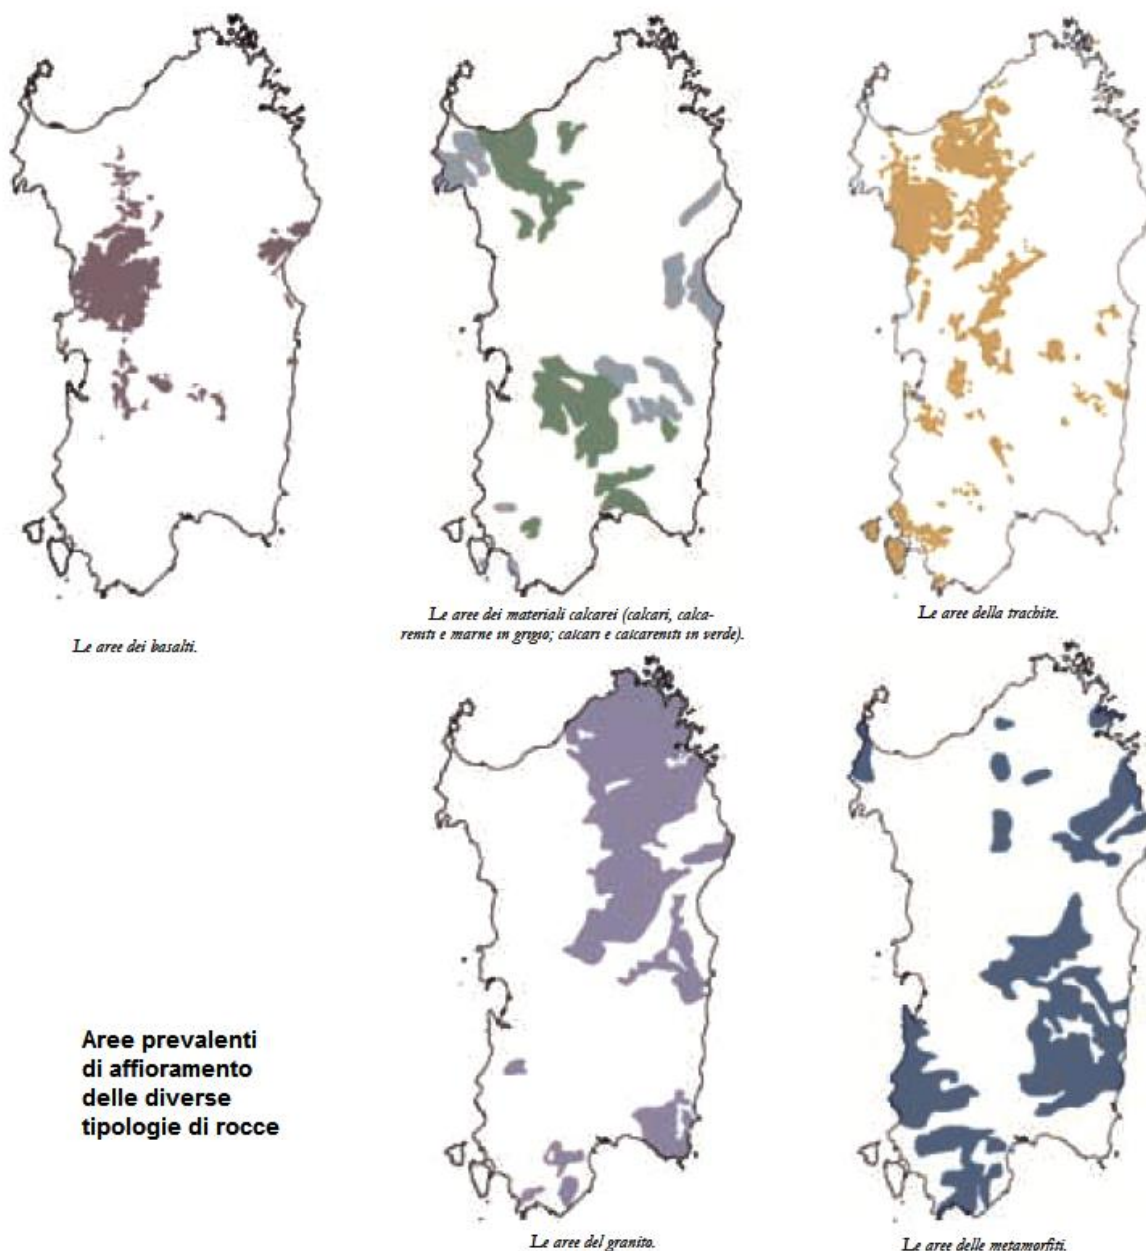 Le aree dei basalti.
Le aree dei materiali calcarei (calcari, calca-
reniti e marne in grigio; calcari e calcareniti in verde).
Le aree della trachite.
Aree prevalenti
di affioramento
delle diverse
tipologie di rocce
Le aree del granito.
Le aree delle metamorfiti.